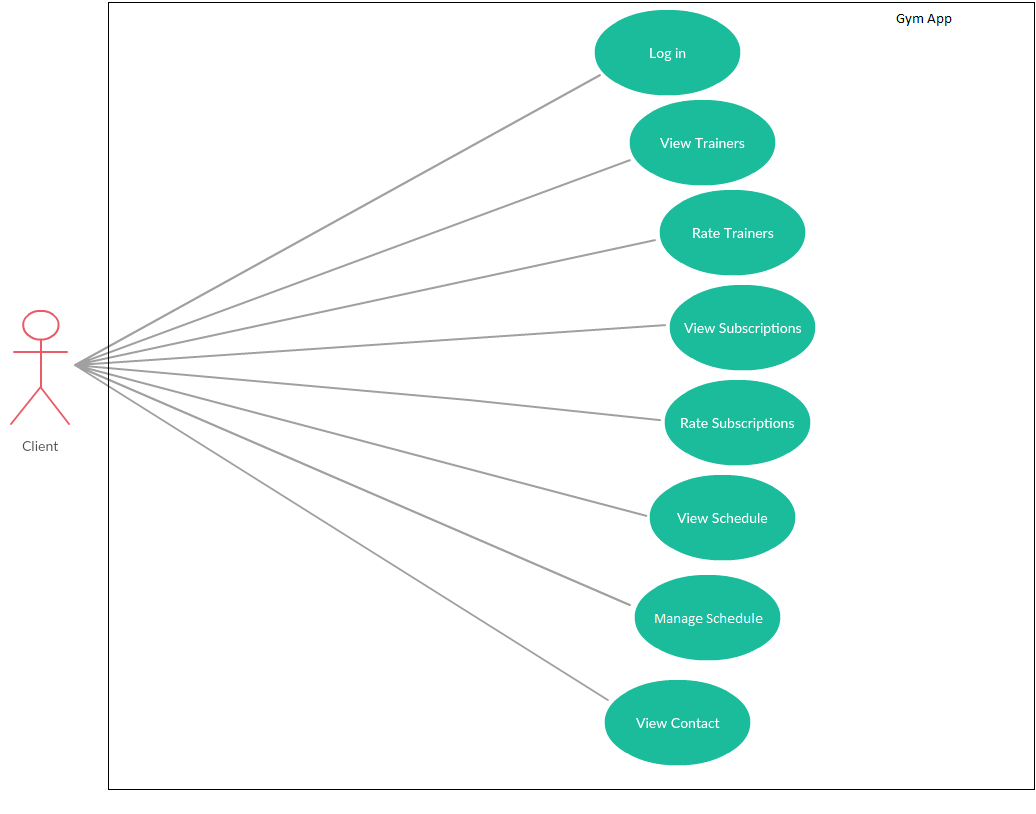 Gym App
Log in
View Trainers
Rate Trainers
View Subscriptions
Rate Subscriptions
View Schedule
Manage Schedule
View Contact
Client